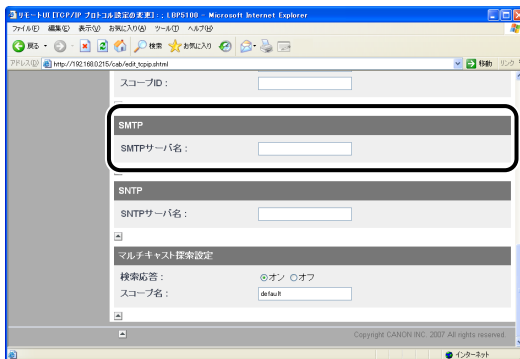 リモートUI [TCP/IP プロトコル設定の変更] : ; LBP5100 - Microsoft Internet Explorer
ファイル(F) 編集(E) 表示(V) お気に入り(A) ツール(T) ヘルプ(H)
戻る 検索 お気に入り
アドレス(D) http://192.168.0.215/cab/edit_tcpip.shtml 移動 リンク
スコープID :
SMTP
SMTPサーバ名 :
SNTP
SNTPサーバ名 :
マルチキャスト探索設定
検索応答 : オン オフ
スコープ名 : default
Copyright CANON INC. 2007 All rights reserved.
インターネット